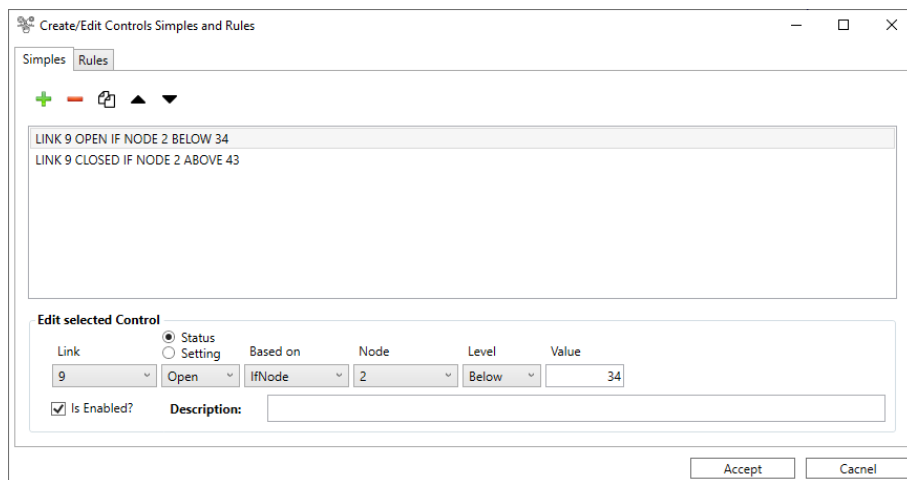 Create/Edit Controls Simples and Rules
Simples Rules
LINK 9 OPEN IF NODE 2 BELOW 34
LINK 9 CLOSED IF NODE 2 ABOVE 43
Edit selected Control
Status
Link Setting Based on Node Level Value
9 Open IfNode 2 Below 34
Is Enabled? Description:
Accept Cacnel